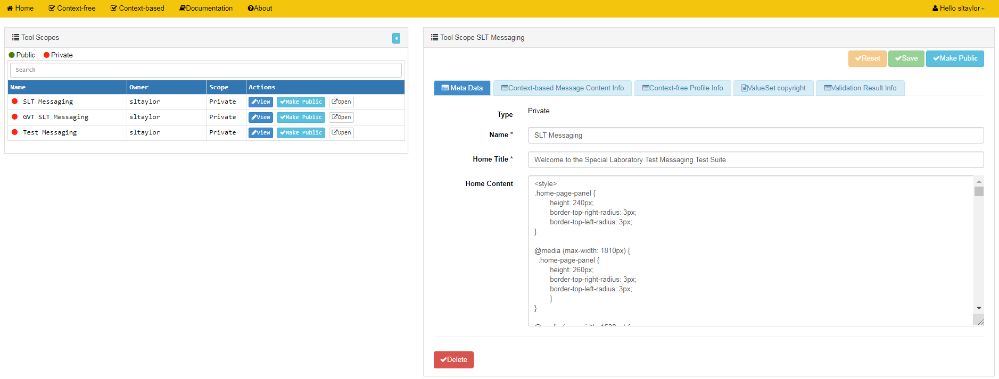 Home Context-free Context-based Documentation About Hello sltaylor
Tool Scopes
Public Private
Search
Name Owner Scope Actions
SLT Messaging sltaylor Private View Make Public Open
GVT SLT Messaging sltaylor Private View Make Public Open
Test Messaging sltaylor Private View Make Public Open
Tool Scope SLT Messaging
Reset Save Make Public
Meta Data Context-based Message Content Info Context-free Profile Info ValueSet copyright Validation Result Info
Type Private
Name * SLT Messaging
Home Title * Welcome to the Special Laboratory Test Messaging Test Suite
Home Content
<style>
.home-page-panel {
height: 240px;
border-top-right-radius: 3px;
border-top-left-radius: 3px;
}
@media (max-width: 1810px) {
.home-page-panel {
height: 260px;
border-top-right-radius: 3px;
border-top-left-radius: 3px;
}
}
Delete